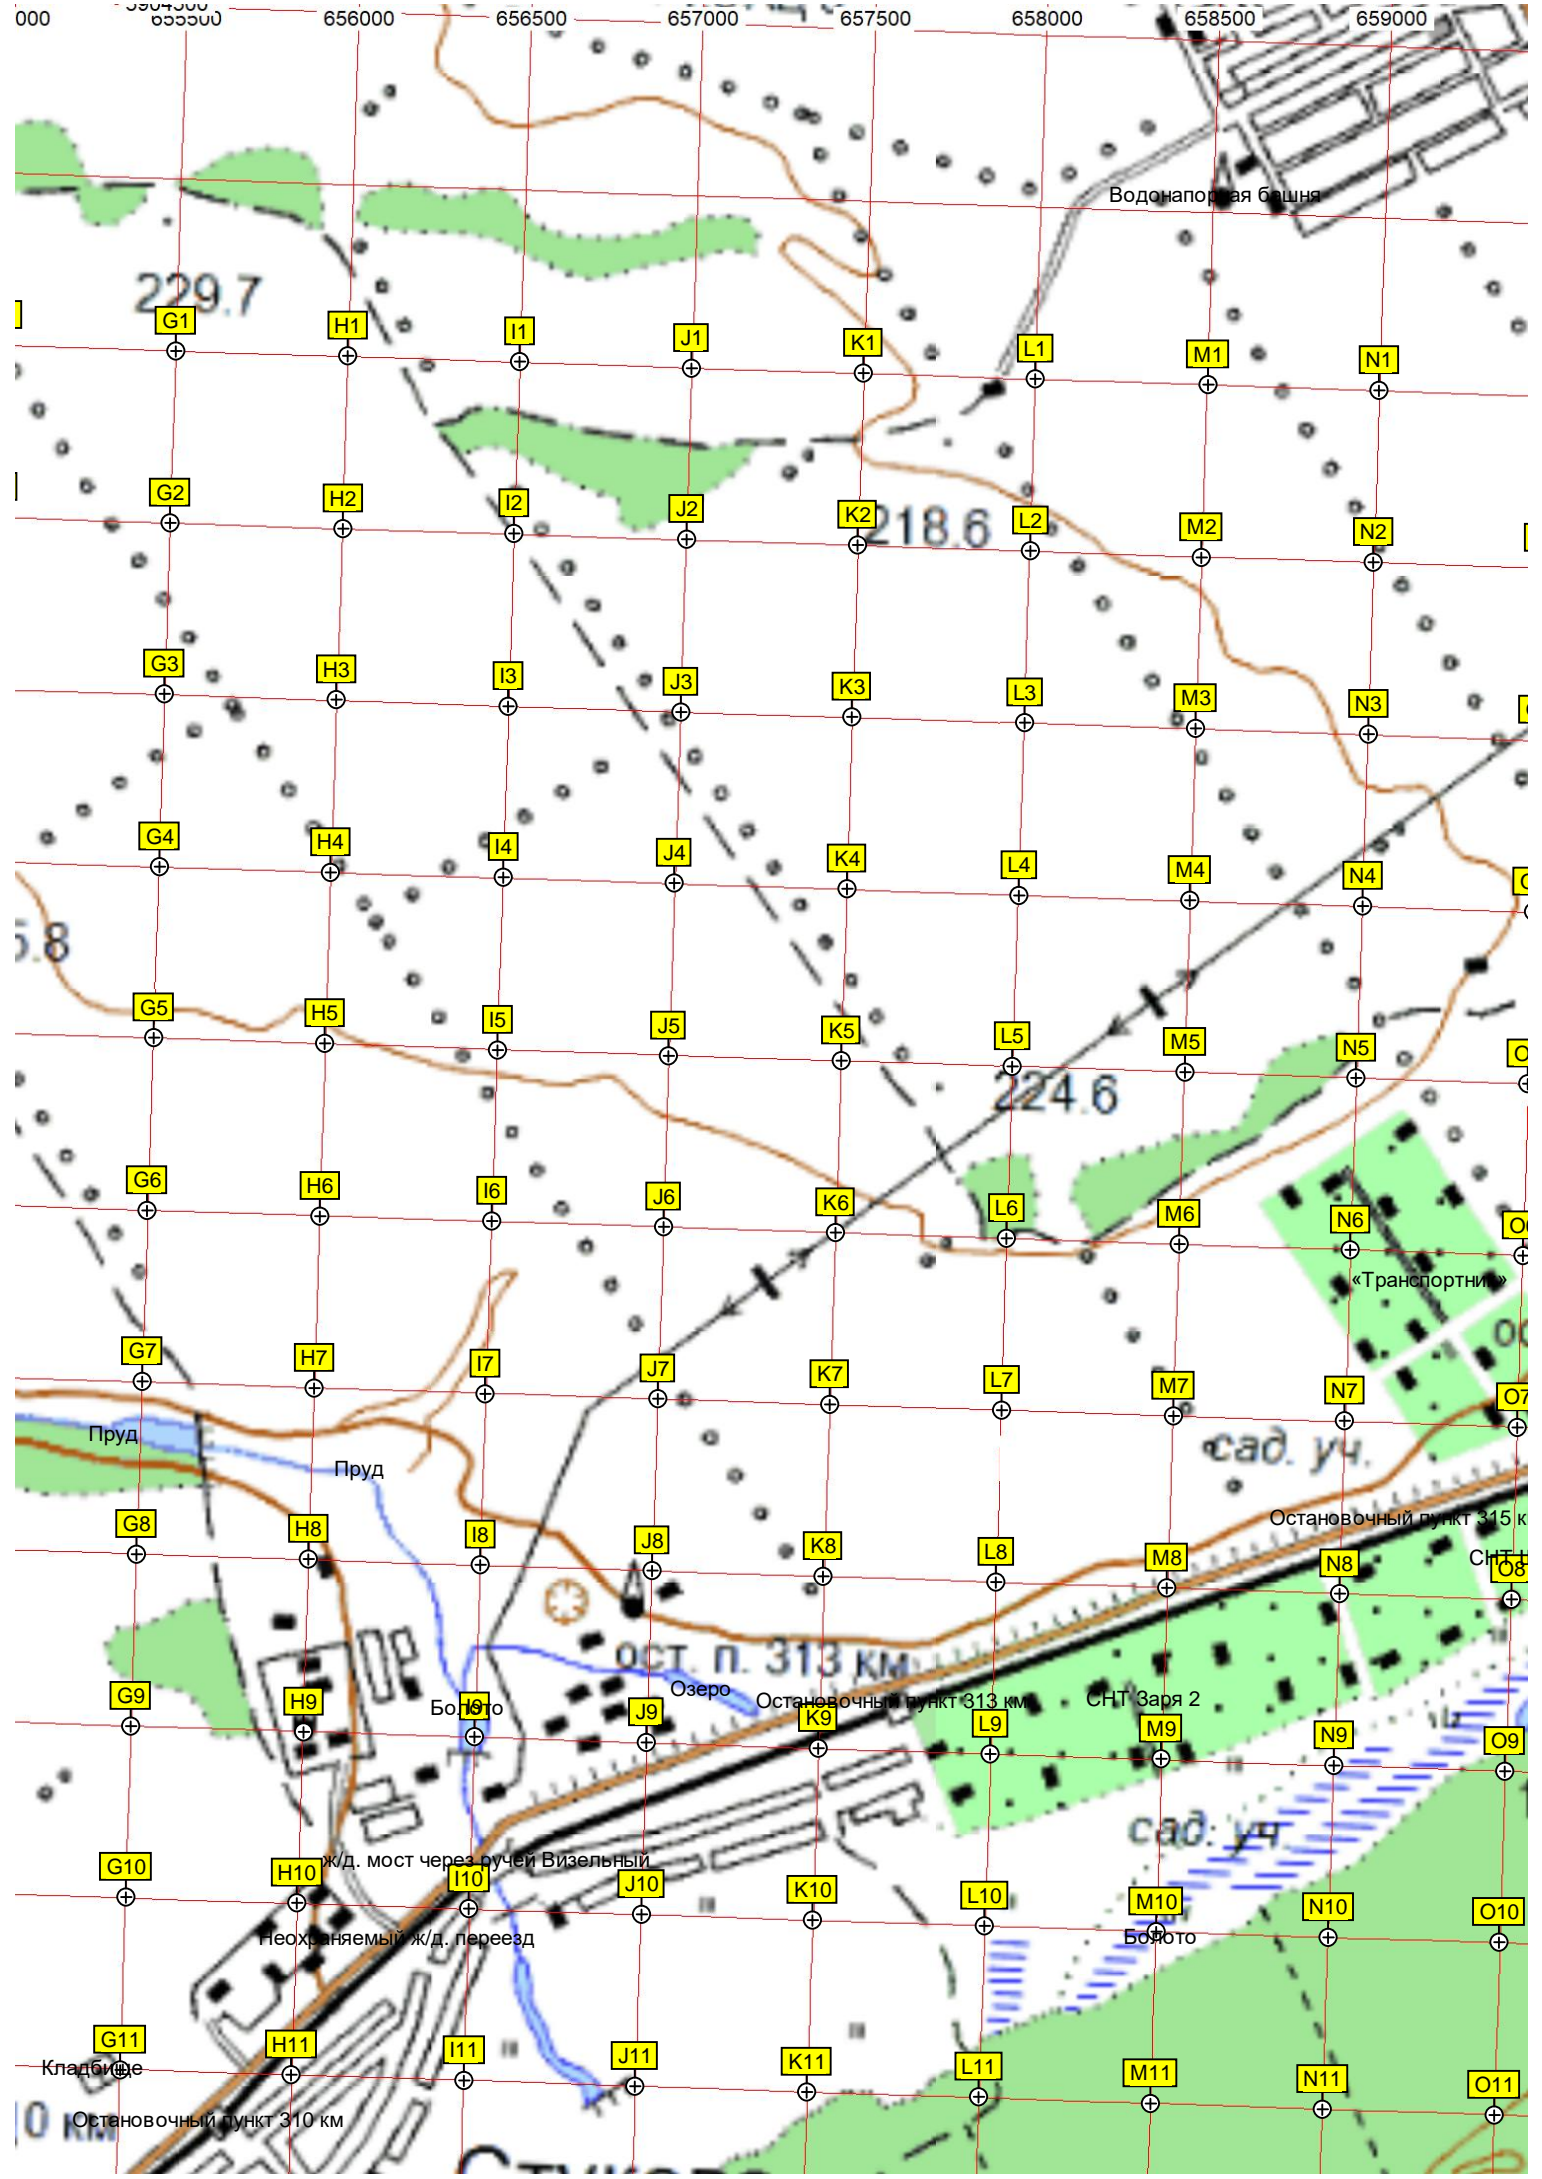 000 655500 656000 656500 657000 657500 658000 658500 659000
Водонапорная башня
229.7
G1 H1 I1 J1 K1 L1 M1 N1
G2 H2 I2 J2 K2 L2 M2 N2
218.6
G3 H3 I3 J3 K3 L3 M3 N3
G4 H4 I4 J4 K4 L4 M4 N4
5.8
G5 H5 I5 J5 K5 L5 M5 N5
224.6
G6 H6 I6 J6 K6 L6 M6 N6
«Транспортник»
G7 H7 I7 J7 K7 L7 M7 N7 O7
Пруд
сад. уч.
Пруд
Остановочный пункт 315 к
G8 H8 I8 J8 K8 L8 M8 N8 O8
ост. п. 313 км
Озеро
Остановочный пункт 313 км
СНТ Заря 2
Болото
G9 H9 I9 J9 K9 L9 M9 N9 O9
сад. уч
ж/д. мост через ручей Визельный
G10 H10 I10 J10 K10 L10 M10 N10 O10
Неохраняемый ж/д. переезд
Болото
G11 H11 I11 J11 K11 L11 M11 N11 O11
Кладбище
Остановочный пункт 310 км
0 км